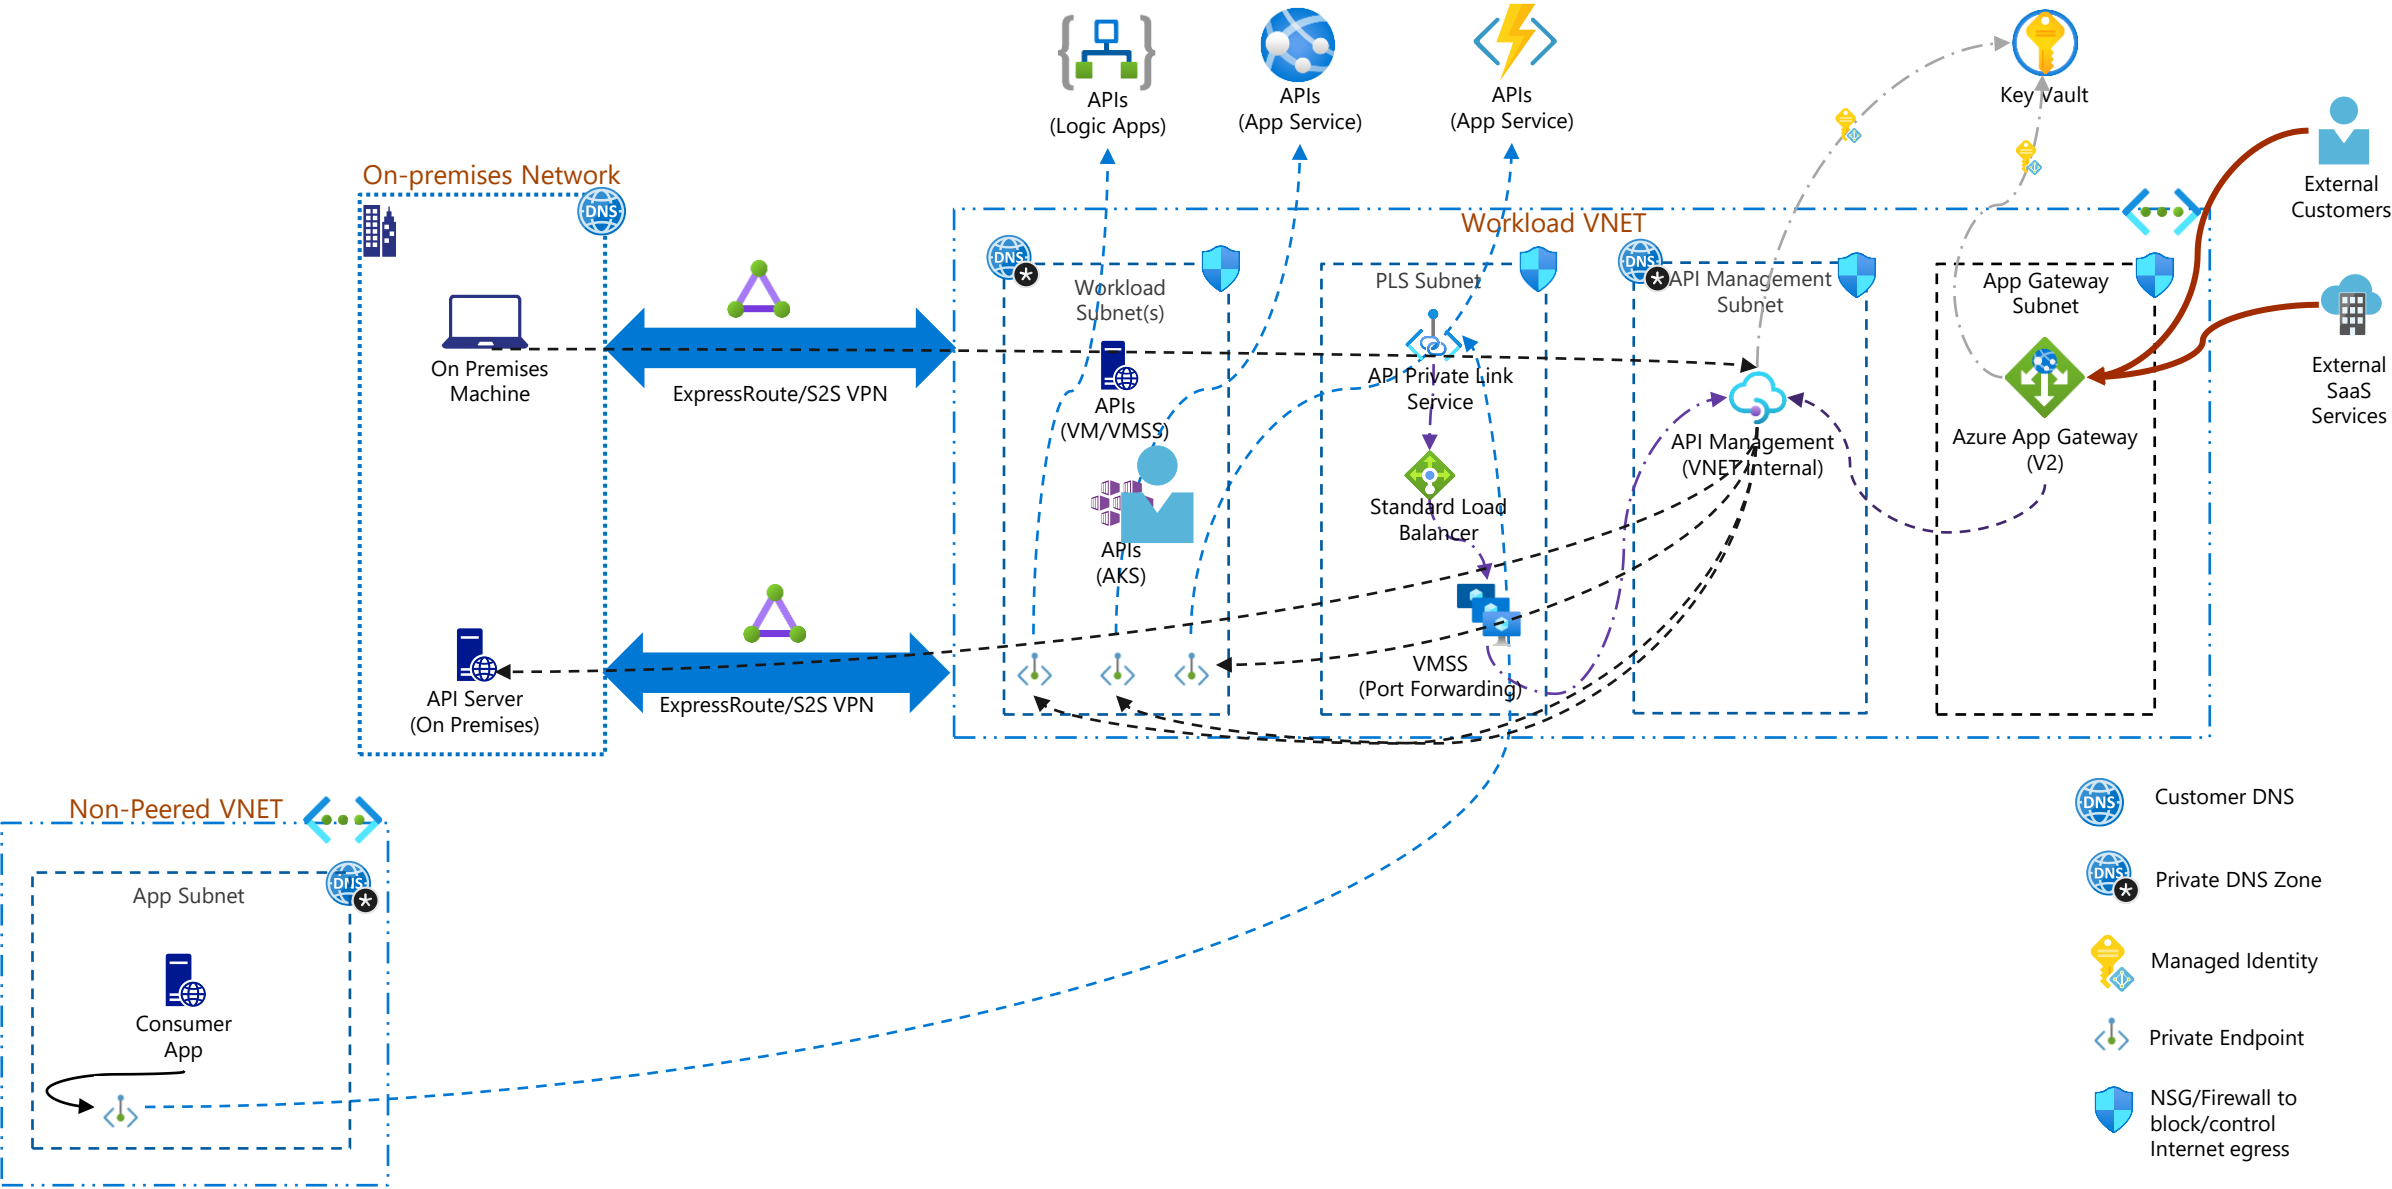 APIs
(Logic Apps)
APIs
(App Service)
APIs
(App Service)
Key Vault
External
Customers
On-premises Network
DNS
Workload VNET
DNS
*
Workload
Subnet(s)
PLS Subnet
DNS
*
API Management
Subnet
App Gateway
Subnet
External
SaaS
Services
On Premises
Machine
ExpressRoute/S2S VPN
APIs
(VM/VMSS)
API Private Link
Service
API Management
(VNET Internal)
Azure App Gateway
(V2)
Standard Load
Balancer
APIs
(AKS)
API Server
(On Premises)
ExpressRoute/S2S VPN
VMSS
(Port Forwarding)
Non-Peered VNET
App Subnet
DNS
*
Consumer
App
DNS
Customer DNS
DNS
*
Private DNS Zone
Managed Identity
Private Endpoint
NSG/Firewall to
block/control
Internet egress